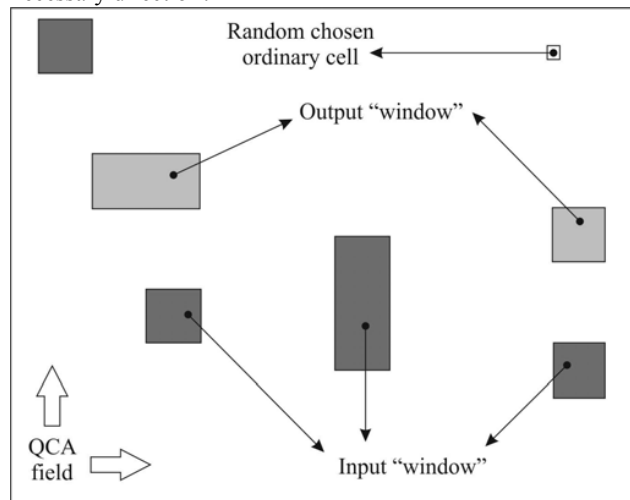 Random chosen
ordinary cell
Output “window”
QCA
field
Input “window”